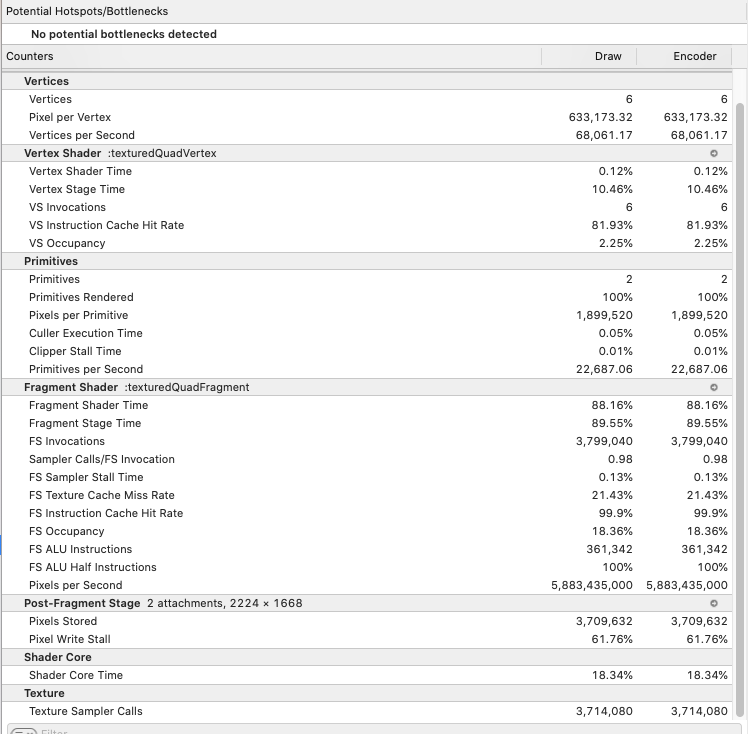 Potential Hotspots/Bottlenecks
No potential bottlenecks detected
Counters Draw Encoder
Vertices
Vertices 6 6
Pixel per Vertex 633,173.32 633,173.32
Vertices per Second 68,061.17 68,061.17
Vertex Shader :texturedQuadVertex
Vertex Shader Time 0.12% 0.12%
Vertex Stage Time 10.46% 10.46%
VS Invocations 6 6
VS Instruction Cache Hit Rate 81.93% 81.93%
VS Occupancy 2.25% 2.25%
Primitives
Primitives 2 2
Primitives Rendered 100% 100%
Pixels per Primitive 1,899,520 1,899,520
Culler Execution Time 0.05% 0.05%
Clipper Stall Time 0.01% 0.01%
Primitives per Second 22,687.06 22,687.06
Fragment Shader :texturedQuadFragment
Fragment Shader Time 88.16% 88.16%
Fragment Stage Time 89.55% 89.55%
FS Invocations 3,799,040 3,799,040
Sampler Calls/FS Invocation 0.98 0.98
FS Sampler Stall Time 0.13% 0.13%
FS Texture Cache Miss Rate 21.43% 21.43%
FS Instruction Cache Hit Rate 99.9% 99.9%
FS Occupancy 18.36% 18.36%
FS ALU Instructions 361,342 361,342
FS ALU Half Instructions 100% 100%
Pixels per Second 5,883,435,000 5,883,435,000
Post-Fragment Stage 2 attachments, 2224 × 1668
Pixels Stored 3,709,632 3,709,632
Pixel Write Stall 61.76% 61.76%
Shader Core
Shader Core Time 18.34% 18.34%
Texture
Texture Sampler Calls 3,714,080 3,714,080
Filter